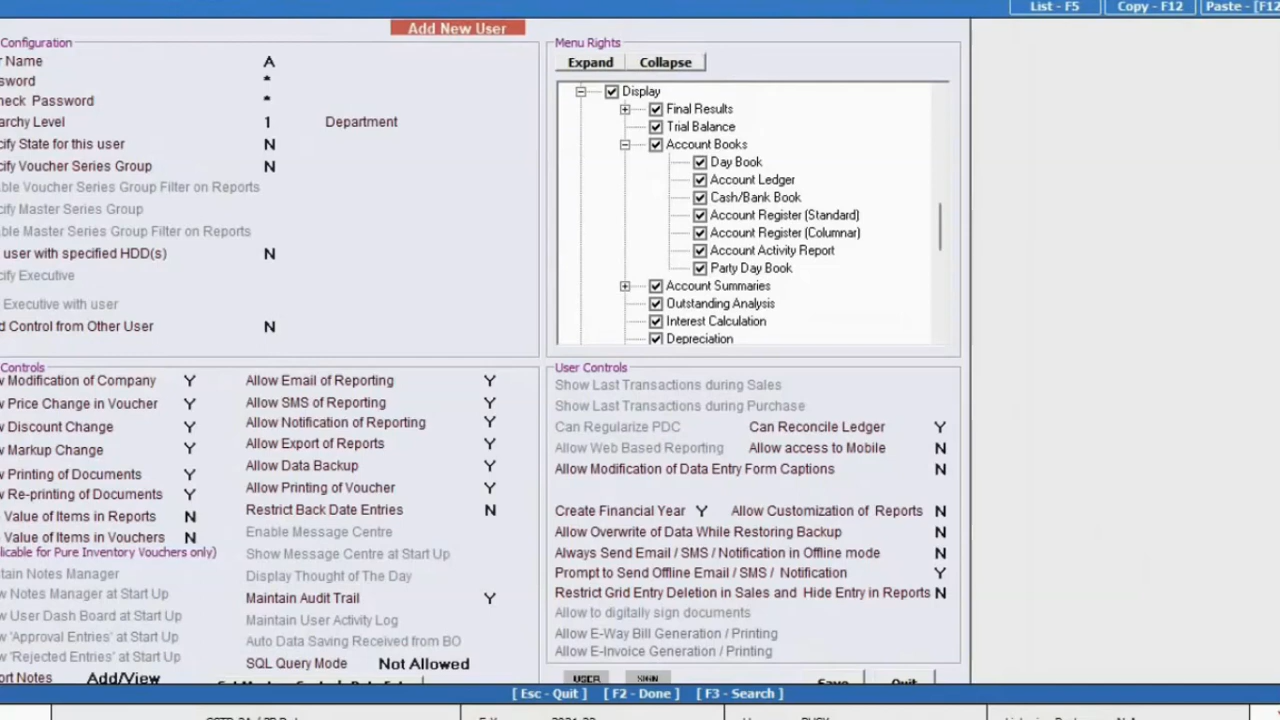 List - F5 Copy - F12 Paste - [F12
Add New User
Configuration
r Name A
sword *
heck Password *
archy Level 1 Department
cify State for this user N
cify Voucher Series Group N
ble Voucher Series Group Filter on Reports
cify Master Series Group
able Master Series Group Filter on Reports
user with specified HDD(s) N
cify Executive
Executive with user
d Control from Other User N
Menu Rights
Expand Collapse
Display
Final Results
Trial Balance
Account Books
Day Book
Account Ledger
Cash/Bank Book
Account Register (Standard)
Account Register (Columnar)
Account Activity Report
Party Day Book
Account Summaries
Outstanding Analysis
Interest Calculation
Depreciation
Controls
w Modification of Company Y Allow Email of Reporting Y
w Price Change in Voucher Y Allow SMS of Reporting Y
w Discount Change Y Allow Notification of Reporting Y
w Markup Change Y Allow Export of Reports Y
w Printing of Documents Y Allow Data Backup Y
w Re-printing of Documents Y Allow Printing of Voucher Y
Value of Items in Reports N Restrict Back Date Entries N
Value of Items in Vouchers N Enable Message Centre
licable for Pure Inventory Vouchers only) Show Message Centre at Start Up
tain Notes Manager Display Thought of The Day
w Notes Manager at Start Up Maintain Audit Trail Y
w User Dash Board at Start Up Maintain User Activity Log
w 'Approval Entries' at Start Up Auto Data Saving Received from BO
w 'Rejected Entries' at Start Up SQL Query Mode Not Allowed
ort Notes Add/View
User Controls
Show Last Transactions during Sales
Show Last Transactions during Purchase
Can Regularize PDC Can Reconcile Ledger Y
Allow Web Based Reporting Allow access to Mobile N
Allow Modification of Data Entry Form Captions N
Create Financial Year Y Allow Customization of Reports N
Allow Overwrite of Data While Restoring Backup N
Always Send Email / SMS / Notification in Offline mode N
Prompt to Send Offline Email / SMS / Notification Y
Restrict Grid Entry Deletion in Sales and Hide Entry in Reports N
Allow to digitally sign documents
Allow E-Way Bill Generation / Printing
Allow E-Invoice Generation / Printing
USER SIGN Save Quit
[ Esc - Quit ] [ F2 - Done ] [ F3 - Search ]